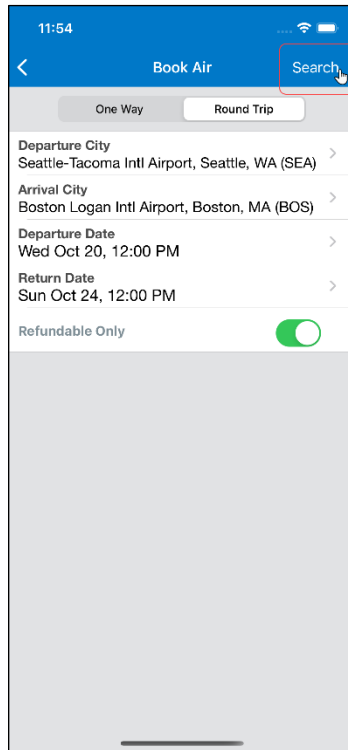 11:54
Book Air
Search
One Way
Round Trip
Departure City
Seattle-Tacoma Intl Airport, Seattle, WA (SEA)
Arrival City
Boston Logan Intl Airport, Boston, MA (BOS)
Departure Date
Wed Oct 20, 12:00 PM
Return Date
Sun Oct 24, 12:00 PM
Refundable Only